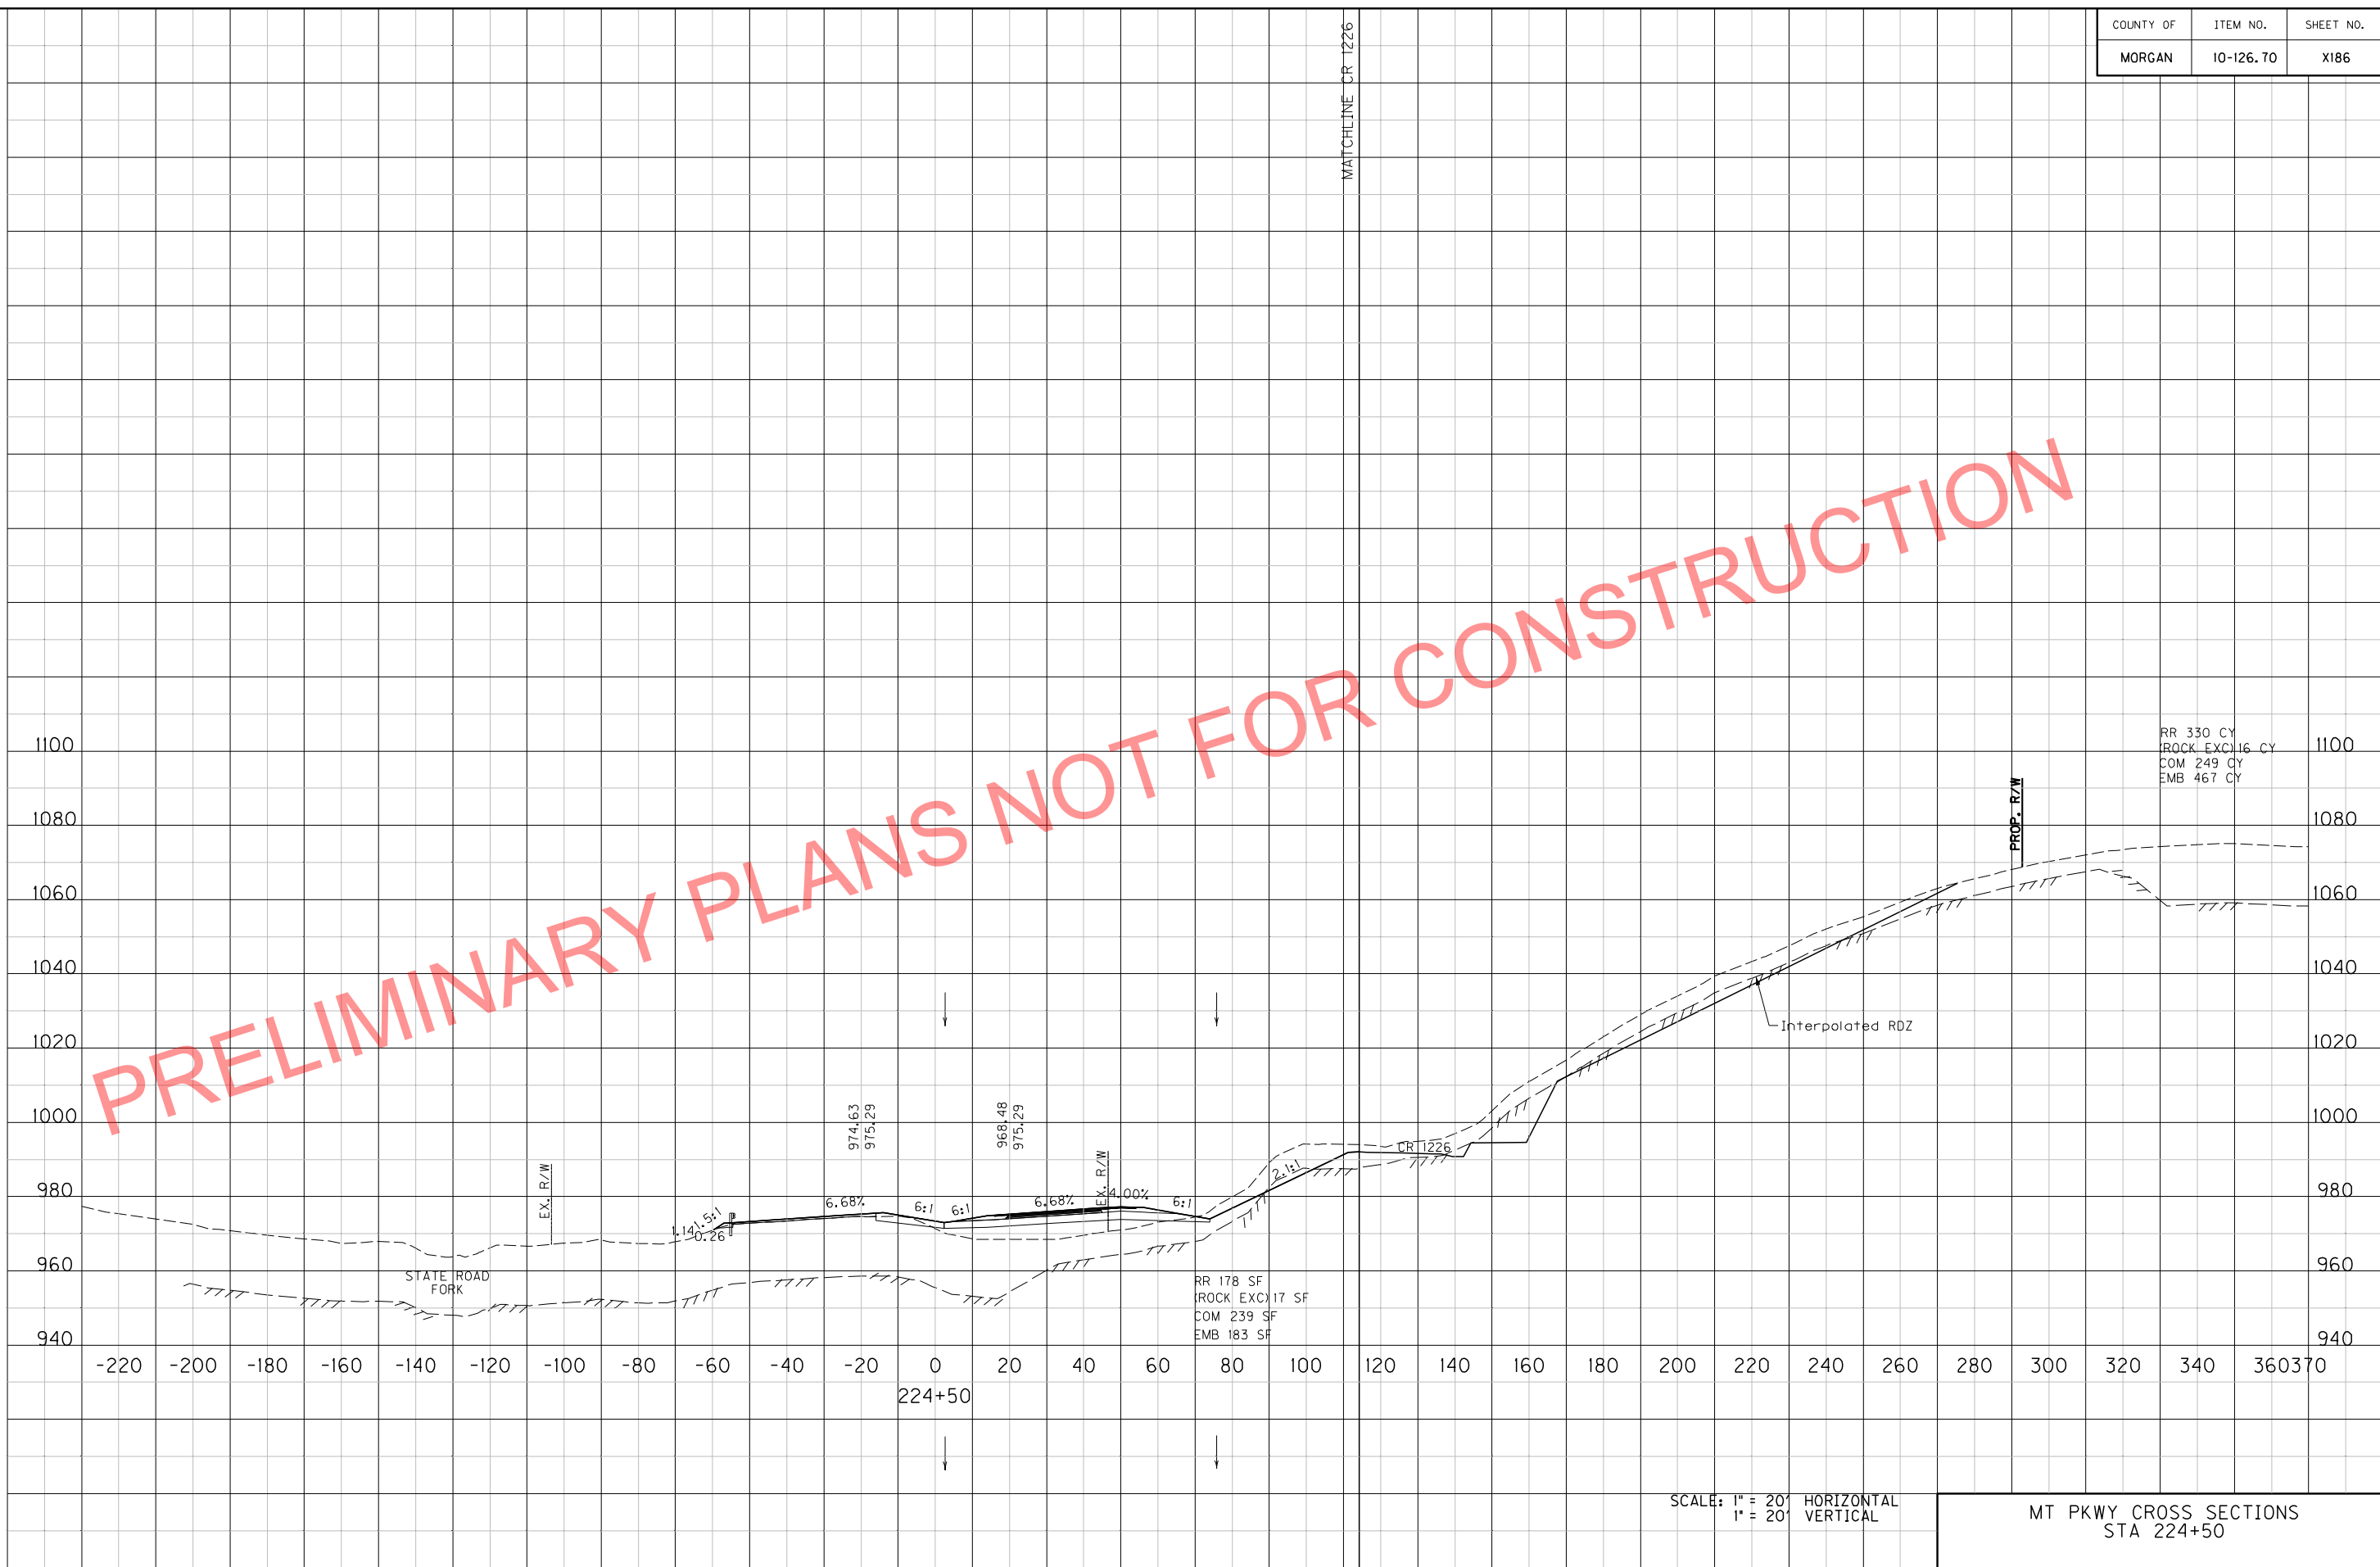 COUNTY OF ITEM NO. SHEET NO.
MORGAN 10-126.70 X186
MATCHLINE CR 1226
PRELIMINARY PLANS NOT FOR CONSTRUCTION
RR 330 CY
(ROCK EXC) 16 CY
COM 249 CY
EMB 467 CY
1100 1100
1080 1080
1060 1060
1040 1040
1020 1020
1000 1000
980 980
960 960
940 940
PROP. R/W
Interpolated RDZ
974.63
975.29
968.48
975.29
EX. R/W
EX. R/W
CR 1226
2.1:1
1.14
1.5:1
0.26
6.68%
6:1
6:1
6.68%
4.00%
6:1
STATE ROAD
FORK
RR 178 SF
(ROCK EXC) 17 SF
COM 239 SF
EMB 183 SF
-220 -200 -180 -160 -140 -120 -100 -80 -60 -40 -20 0 20 40 60 80 100 120 140 160 180 200 220 240 260 280 300 320 340 360 370
224+50
SCALE: 1" = 20' HORIZONTAL
1" = 20' VERTICAL
MT PKWY CROSS SECTIONS
STA 224+50